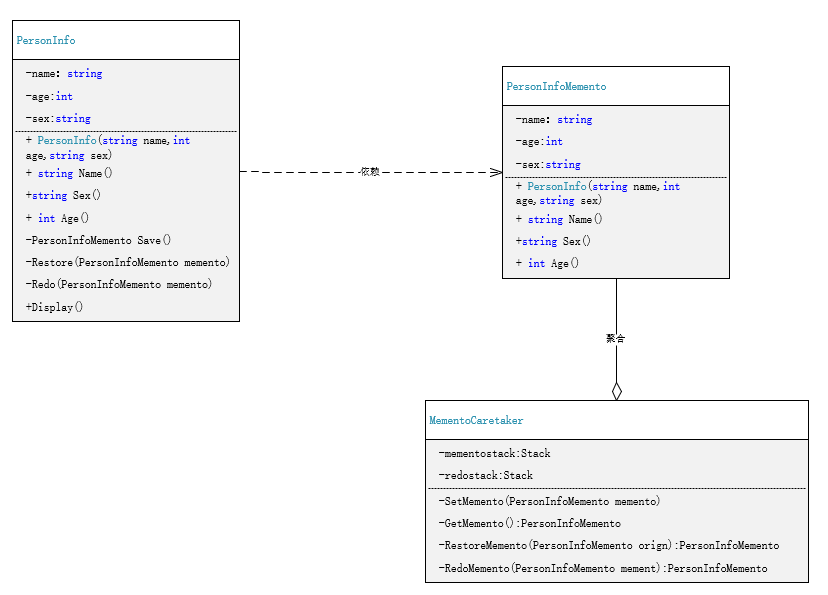 PersonInfo
-name: string
-age:int
-sex:string
+ PersonInfo(string name,int
age,string sex)
+ string Name()
+string Sex()
+ int Age()
-PersonInfoMemento Save()
-Restore(PersonInfoMemento memento)
-Redo(PersonInfoMemento memento)
+Display()
-依赖
PersonInfoMemento
-name: string
-age:int
-sex:string
+ PersonInfo(string name,int
age,string sex)
+ string Name()
+string Sex()
+ int Age()
聚合
MementoCaretaker
-mementostack:Stack
-redostack:Stack
-SetMemento(PersonInfoMemento memento)
-GetMemento():PersonInfoMemento
-RestoreMemento(PersonInfoMemento orign):PersonInfoMemento
-RedoMemento(PersonInfoMemento mement):PersonInfoMemento